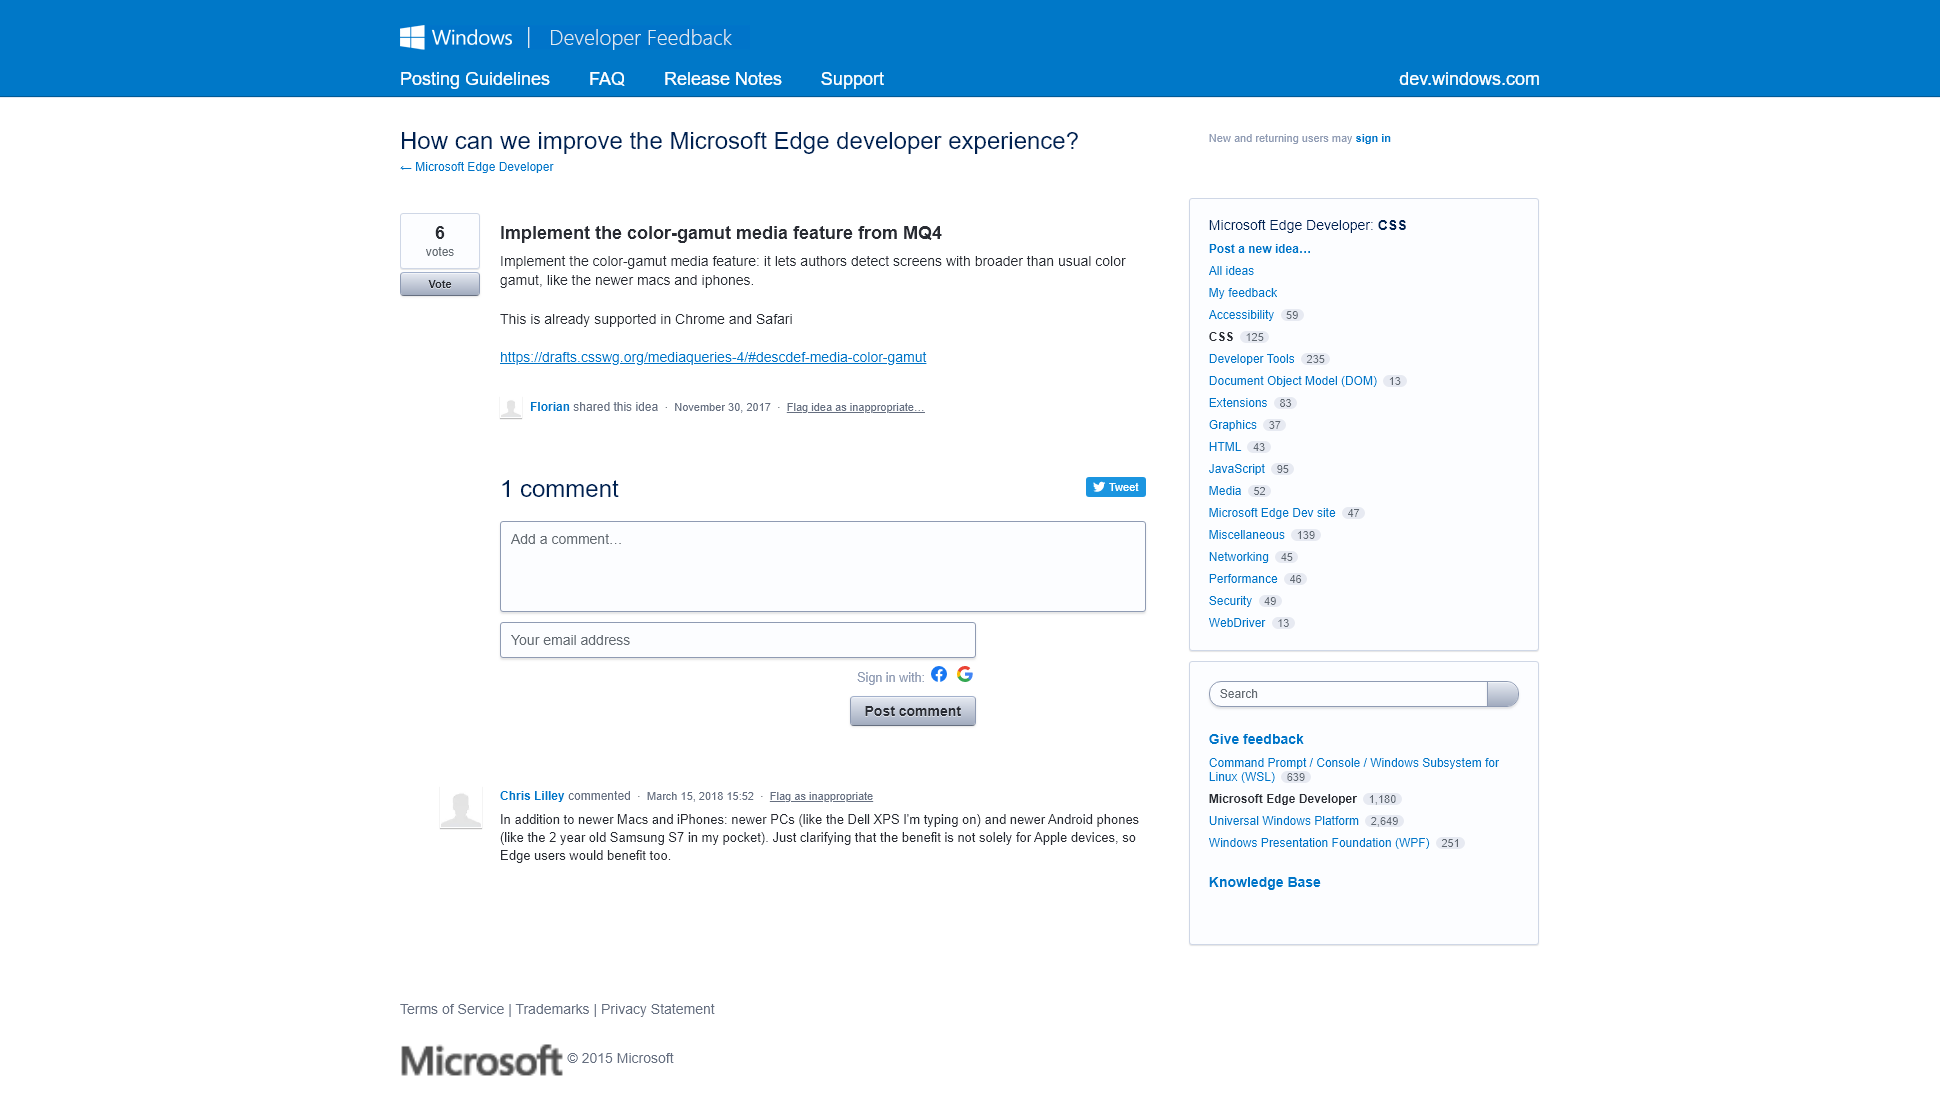 Windows | Developer Feedback
Posting Guidelines FAQ Release Notes Support dev.windows.com
How can we improve the Microsoft Edge developer experience?
← Microsoft Edge Developer
New and returning users may sign in
6
votes
Vote
Implement the color-gamut media feature from MQ4
Implement the color-gamut media feature: it lets authors detect screens with broader than usual color
gamut, like the newer macs and iphones.
This is already supported in Chrome and Safari
https://drafts.csswg.org/mediaqueries-4/#descdef-media-color-gamut
Florian shared this idea · November 30, 2017 · Flag idea as inappropriate…
1 comment
Tweet
Add a comment…
Your email address
Sign in with:
Post comment
Chris Lilley commented · March 15, 2018 15:52 · Flag as inappropriate
In addition to newer Macs and iPhones: newer PCs (like the Dell XPS I'm typing on) and newer Android phones
(like the 2 year old Samsung S7 in my pocket). Just clarifying that the benefit is not solely for Apple devices, so
Edge users would benefit too.
Microsoft Edge Developer: CSS
Post a new idea…
All ideas
My feedback
Accessibility 59
CSS 125
Developer Tools 235
Document Object Model (DOM) 13
Extensions 83
Graphics 37
HTML 43
JavaScript 95
Media 52
Microsoft Edge Dev site 47
Miscellaneous 139
Networking 45
Performance 46
Security 49
WebDriver 13
Search
Give feedback
Command Prompt / Console / Windows Subsystem for
Linux (WSL) 639
Microsoft Edge Developer 1,180
Universal Windows Platform 2,649
Windows Presentation Foundation (WPF) 251
Knowledge Base
Terms of Service | Trademarks | Privacy Statement
Microsoft © 2015 Microsoft